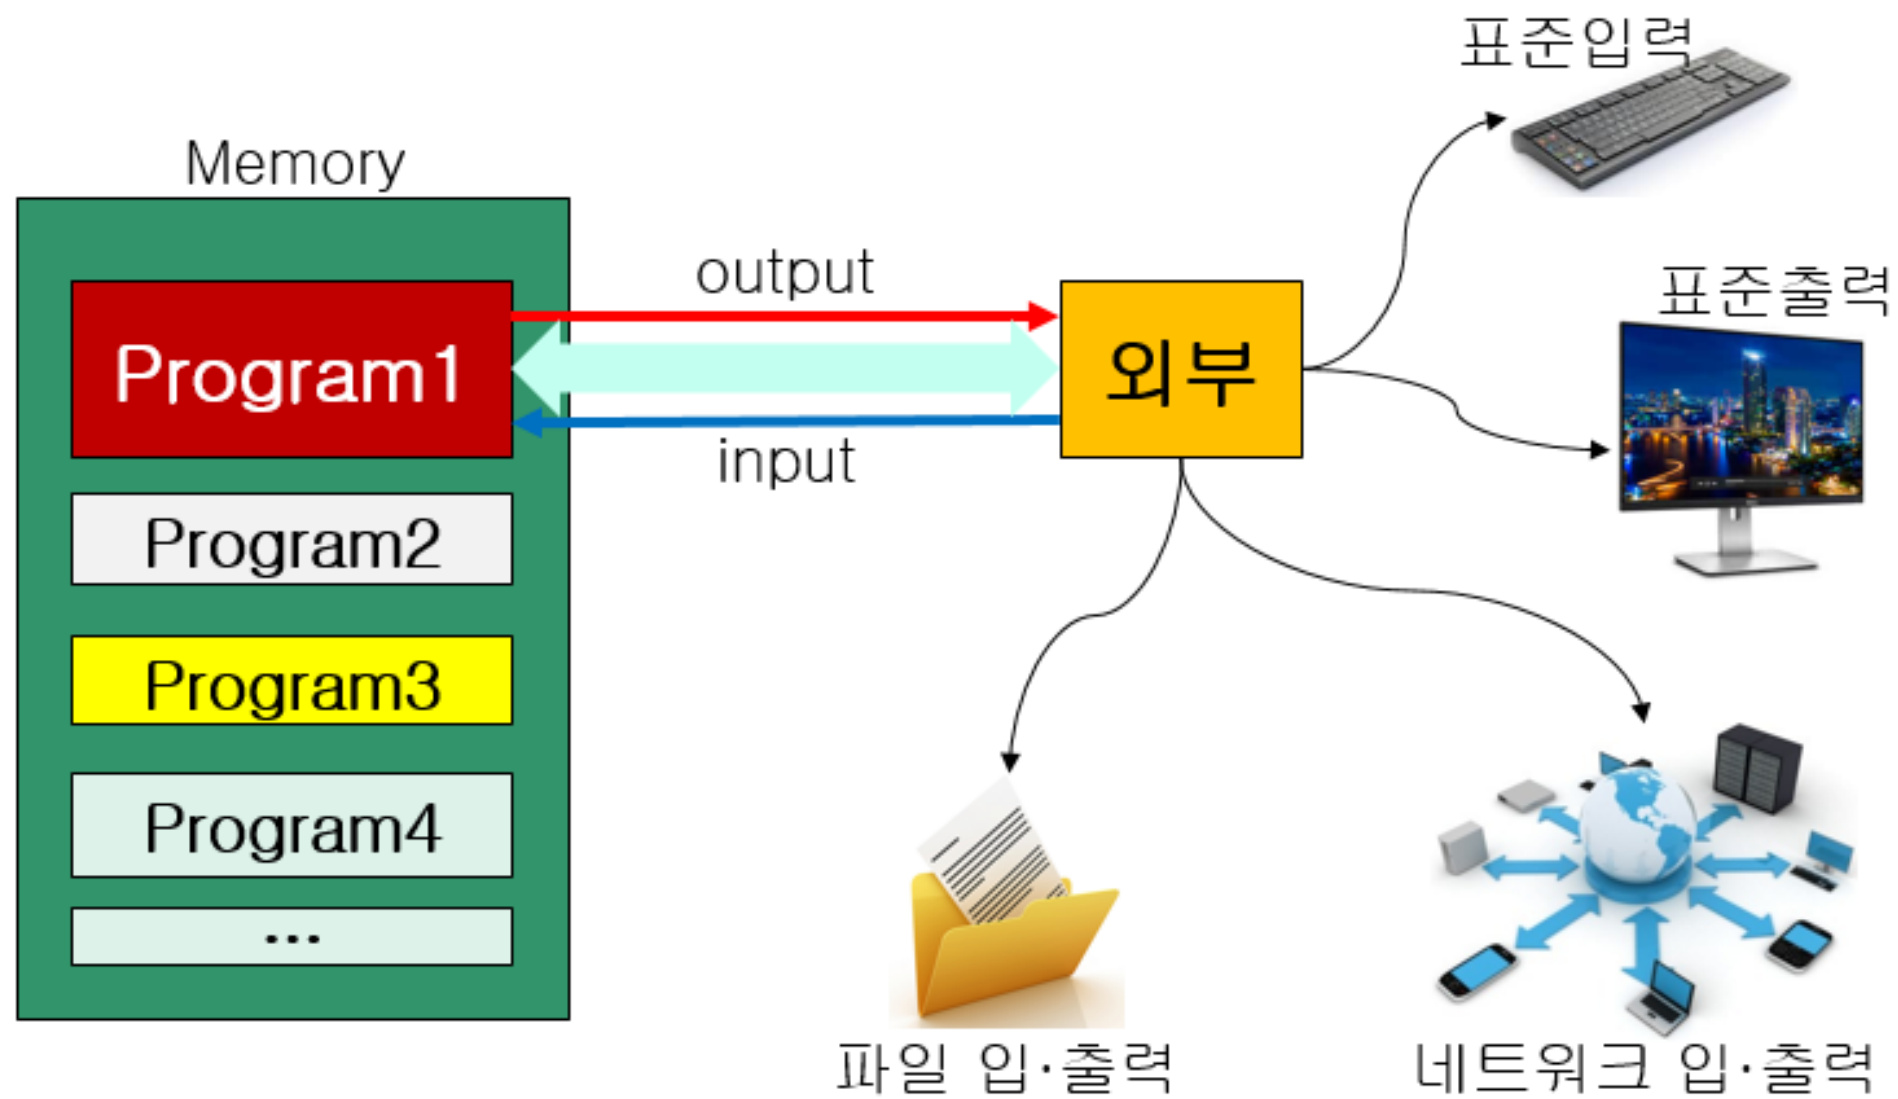 표준입력
Memory
output
표준출력
Program1
외부
input
Program2
Program3
Program4
...
파일 입·출력
네트워크 입·출력